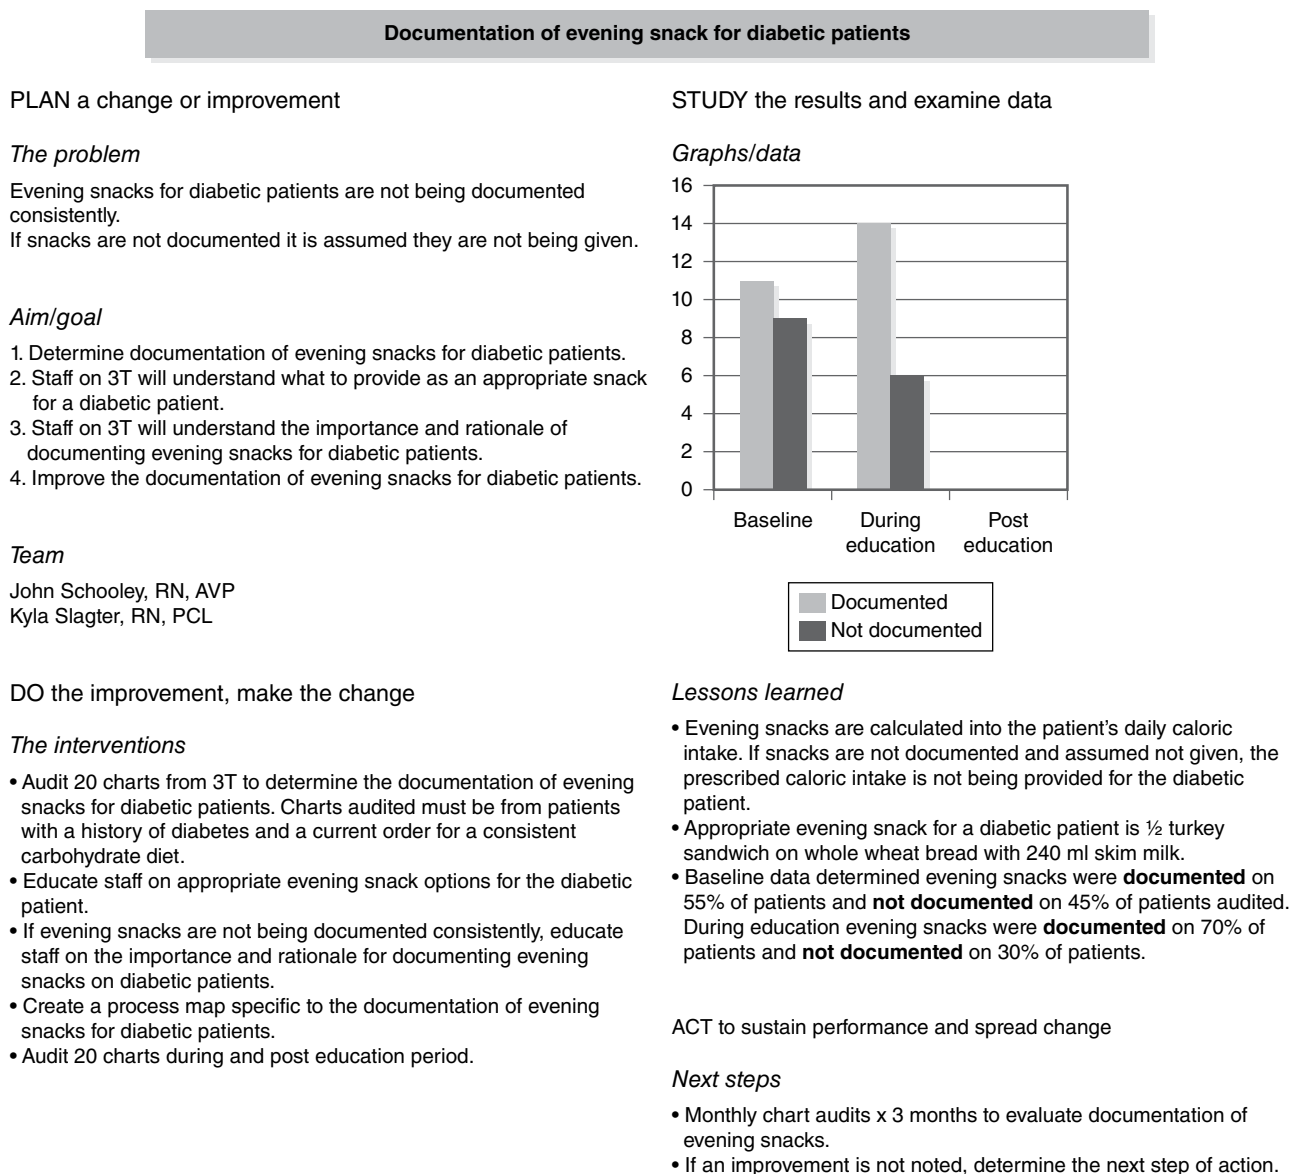 Documentation of evening snack for diabetic patients
PLAN a change or improvement
The problem
Evening snacks for diabetic patients are not being documented
consistently.
If snacks are not documented it is assumed they are not being given.
Aim/goal
1. Determine documentation of evening snacks for diabetic patients.
2. Staff on 3T will understand what to provide as an appropriate snack
for a diabetic patient.
3. Staff on 3T will understand the importance and rationale of
documenting evening snacks for diabetic patients.
4. Improve the documentation of evening snacks for diabetic patients.
Team
John Schooley, RN, AVP
Kyla Slagter, RN, PCL
DO the improvement, make the change
The interventions
• Audit 20 charts from 3T to determine the documentation of evening
snacks for diabetic patients. Charts audited must be from patients
with a history of diabetes and a current order for a consistent
carbohydrate diet.
• Educate staff on appropriate evening snack options for the diabetic
patient.
• If evening snacks are not being documented consistently, educate
staff on the importance and rationale for documenting evening
snacks on diabetic patients.
• Create a process map specific to the documentation of evening
snacks for diabetic patients.
• Audit 20 charts during and post education period.
STUDY the results and examine data
Graphs/data
16
14
12
10
8
6
4
2
0
Baseline
During
education
Post
education
Documented
Not documented
Lessons learned
• Evening snacks are calculated into the patient's daily caloric
intake. If snacks are not documented and assumed not given, the
prescribed caloric intake is not being provided for the diabetic
patient.
• Appropriate evening snack for a diabetic patient is ½ turkey
sandwich on whole wheat bread with 240 ml skim milk.
• Baseline data determined evening snacks were documented on
55% of patients and not documented on 45% of patients audited.
During education evening snacks were documented on 70% of
patients and not documented on 30% of patients.
ACT to sustain performance and spread change
Next steps
• Monthly chart audits x 3 months to evaluate documentation of
evening snacks.
• If an improvement is not noted, determine the next step of action.